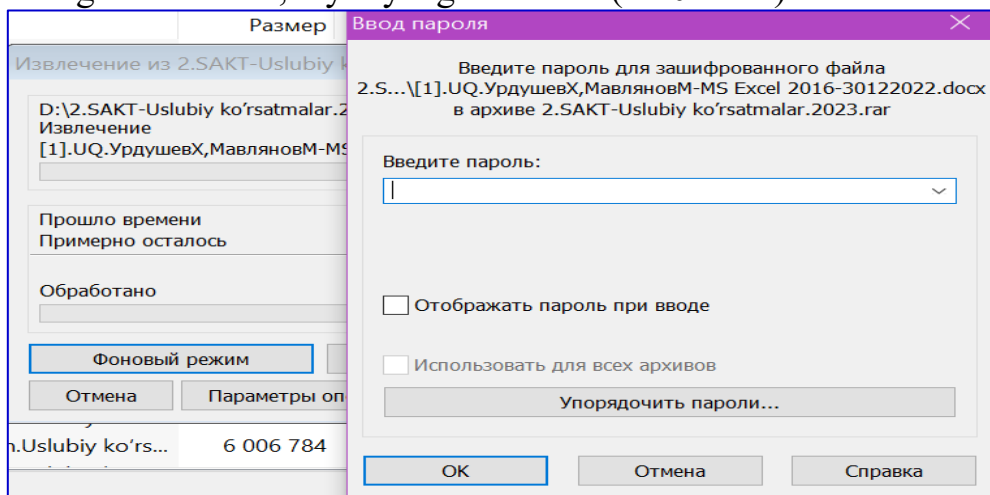 Размер
Ввод пароля
Извлечение из 2.SAKT-Uslubiy
Введите пароль для зашифрованного файла
2.S...\[1].UQ.УрдушевХ,МавляновМ-MS Excel 2016-30122022.docx
в архиве 2.SAKT-Uslubiy ko‘rsatmalar.2023.rar
D:\2.SAKT-Uslubiy ko‘rsatmalar.2
Извлечение
[1].UQ.УрдушевХ,МавляновМ-MS
Введите пароль:
Прошло времени
Примерно осталось
Обработано
Отображать пароль при вводе
Фоновый режим
Использовать для всех архивов
Отмена
Параметры оп
Упорядочить пароли...
.Uslubiy ko‘rs...
6 006 784
OK
Отмена
Справка